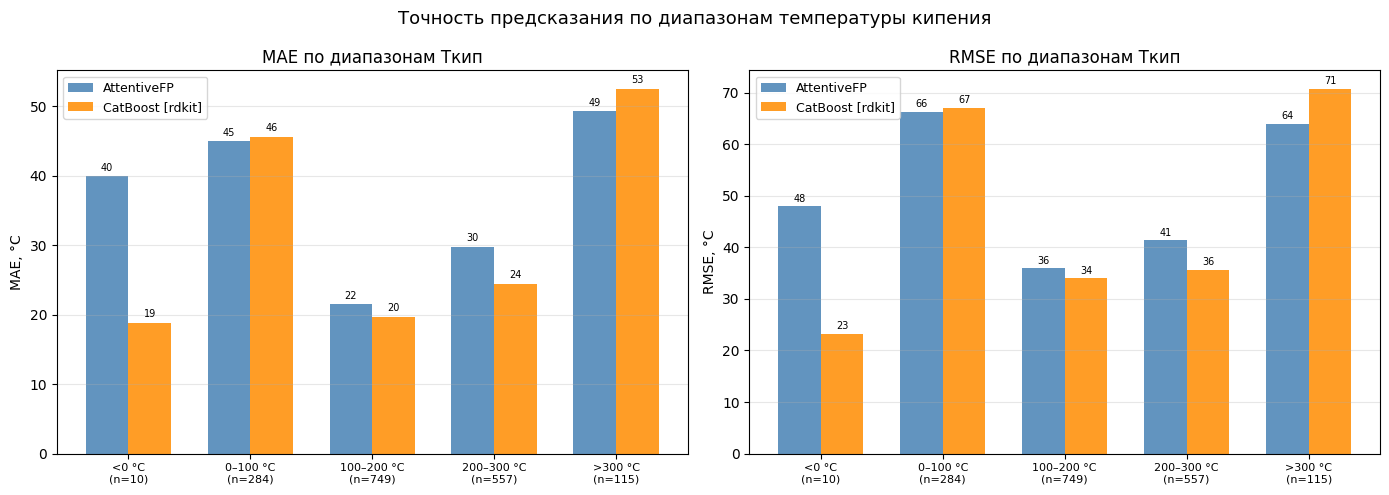 Точность предсказания по диапазонам температуры кипения
MAE по диапазонам Ткип
MAE, °C
50
40
30
20
10
0
AttentiveFP
CatBoost [rdkit]
40
19
45
46
22
20
30
24
49
53
<0 °C
(n=10)
0–100 °C
(n=284)
100–200 °C
(n=749)
200–300 °C
(n=557)
>300 °C
(n=115)
RMSE по диапазонам Ткип
RMSE, °C
70
60
50
40
30
20
10
0
AttentiveFP
CatBoost [rdkit]
48
23
66
67
36
34
41
36
64
71
<0 °C
(n=10)
0–100 °C
(n=284)
100–200 °C
(n=749)
200–300 °C
(n=557)
>300 °C
(n=115)